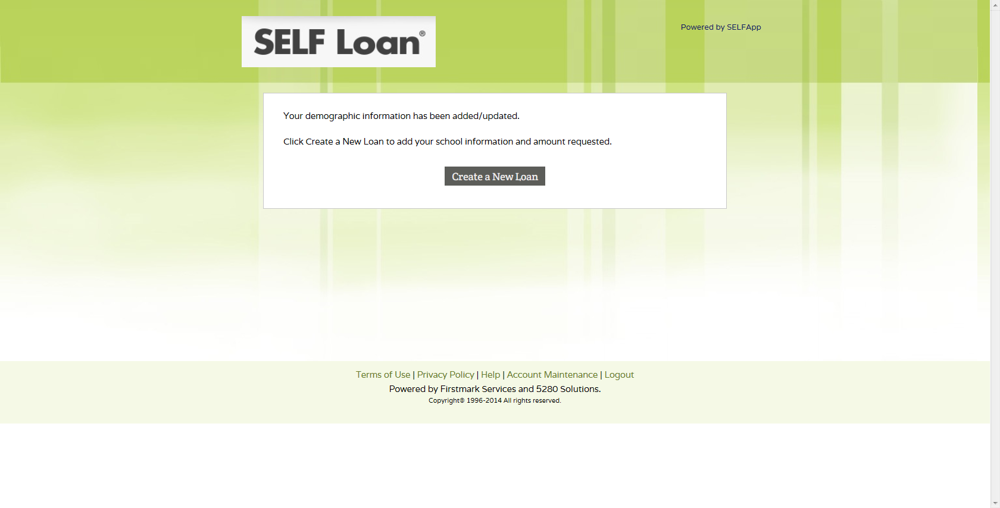 SELF Loan®
Powered by SELFApp
Your demographic information has been added/updated.
Click Create a New Loan to add your school information and amount requested.
Create a New Loan
Terms of Use | Privacy Policy | Help | Account Maintenance | Logout
Powered by Firstmark Services and 5280 Solutions.
Copyright© 1996-2014 All rights reserved.